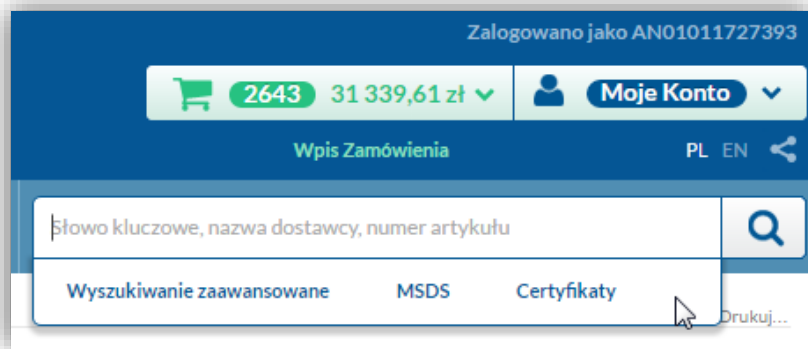 Zalogowano jako AN01011727393
2643 31 339,61 zł Moje Konto
Wpis Zamówienia PL EN
Słowo kluczowe, nazwa dostawcy, numer artykułu
Wyszukiwanie zaawansowane MSDS Certyfikaty
Drukuj...